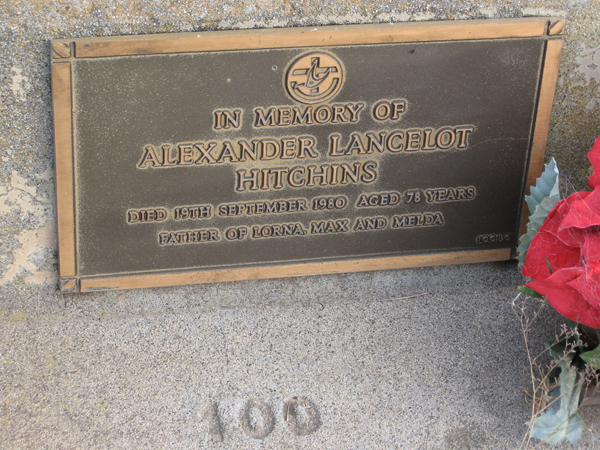 IN MEMORY OF
ALEXANDER LANCELOT
HITCHINS
DIED 19TH SEPTEMBER 1980 AGED 78 YEARS
FATHER OF LORNA, MAX AND MELDA
100